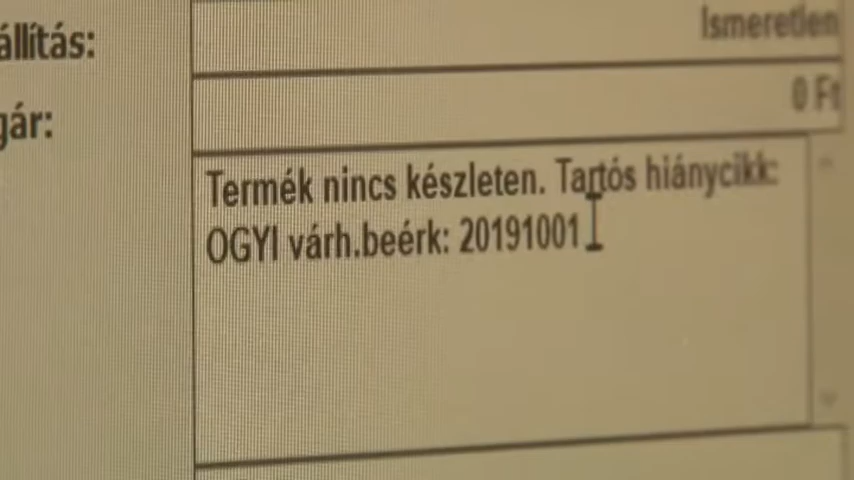 állítás:
Ismeretlen
gár:
0 Ft
Termék nincs készleten. Tartós hiánycikk:
OGYI várh.beérk: 20191001